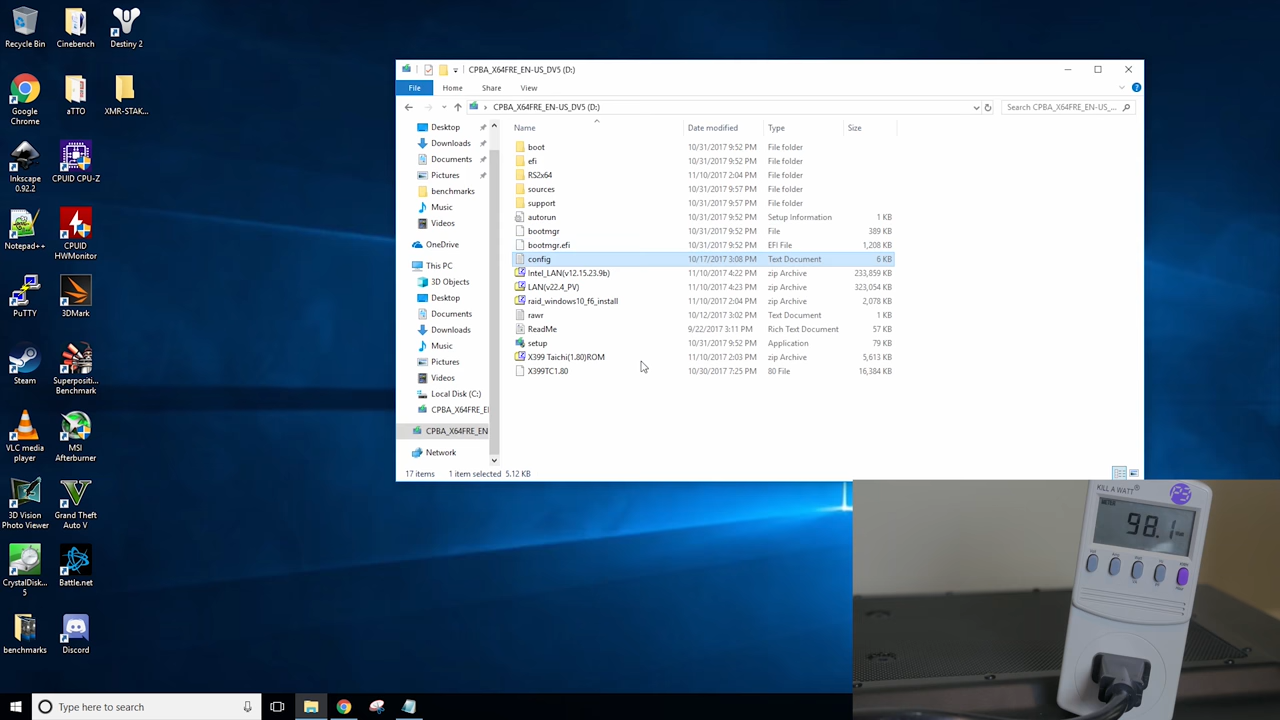 Recycle Bin
Cinebench
Destiny 2
Google Chrome
aTTO
XMR-STAK...
Inkscape 0.92.2
CPUID CPU-Z
Notepad++
CPUID HWMonitor
PuTTY
3DMark
Steam
Superpositi... Benchmark
VLC media player
MSI Afterburner
3D Vision Photo Viewer
Grand Theft Auto V
CrystalDisk... 5
Battle.net
benchmarks
Discord
CPBA_X64FRE_EN-US_DV5 (D:)
File Home Share View
CPBA_X64FRE_EN-US_DV5 (D:)
Search CPBA_X64FRE_EN-US_...
Desktop
Downloads
Documents
Pictures
benchmarks
Music
Videos
OneDrive
This PC
3D Objects
Desktop
Documents
Downloads
Music
Pictures
Videos
Local Disk (C:)
CPBA_X64FRE_E
CPBA_X64FRE_EN
Network
Name Date modified Type Size
boot 10/31/2017 9:52 PM File folder
efi 10/31/2017 9:52 PM File folder
RS2x64 11/10/2017 2:04 PM File folder
sources 10/31/2017 9:57 PM File folder
support 10/31/2017 9:52 PM File folder
autorun 10/31/2017 9:52 PM Setup Information 1 KB
bootmgr 10/31/2017 9:52 PM File 389 KB
bootmgr.efi 10/31/2017 9:52 PM EFI File 1,208 KB
config 10/17/2017 3:08 PM Text Document 6 KB
Intel_LAN(v12.15.23.9b) 11/10/2017 4:22 PM zip Archive 233,859 KB
LAN(v22.4_PV) 11/10/2017 4:23 PM zip Archive 323,054 KB
raid_windows10_f6_install 11/10/2017 2:04 PM zip Archive 2,078 KB
rawr 10/12/2017 3:02 PM Text Document 1 KB
ReadMe 9/22/2017 3:11 PM Rich Text Document 57 KB
setup 10/31/2017 9:52 PM Application 79 KB
X399 Taichi(1.80)ROM 11/10/2017 2:03 PM zip Archive 5,613 KB
X399TC1.80 10/30/2017 7:25 PM 80 File 16,384 KB
17 items 1 item selected 5.12 KB
KILL A WATT®
P3
98.1
Type here to search